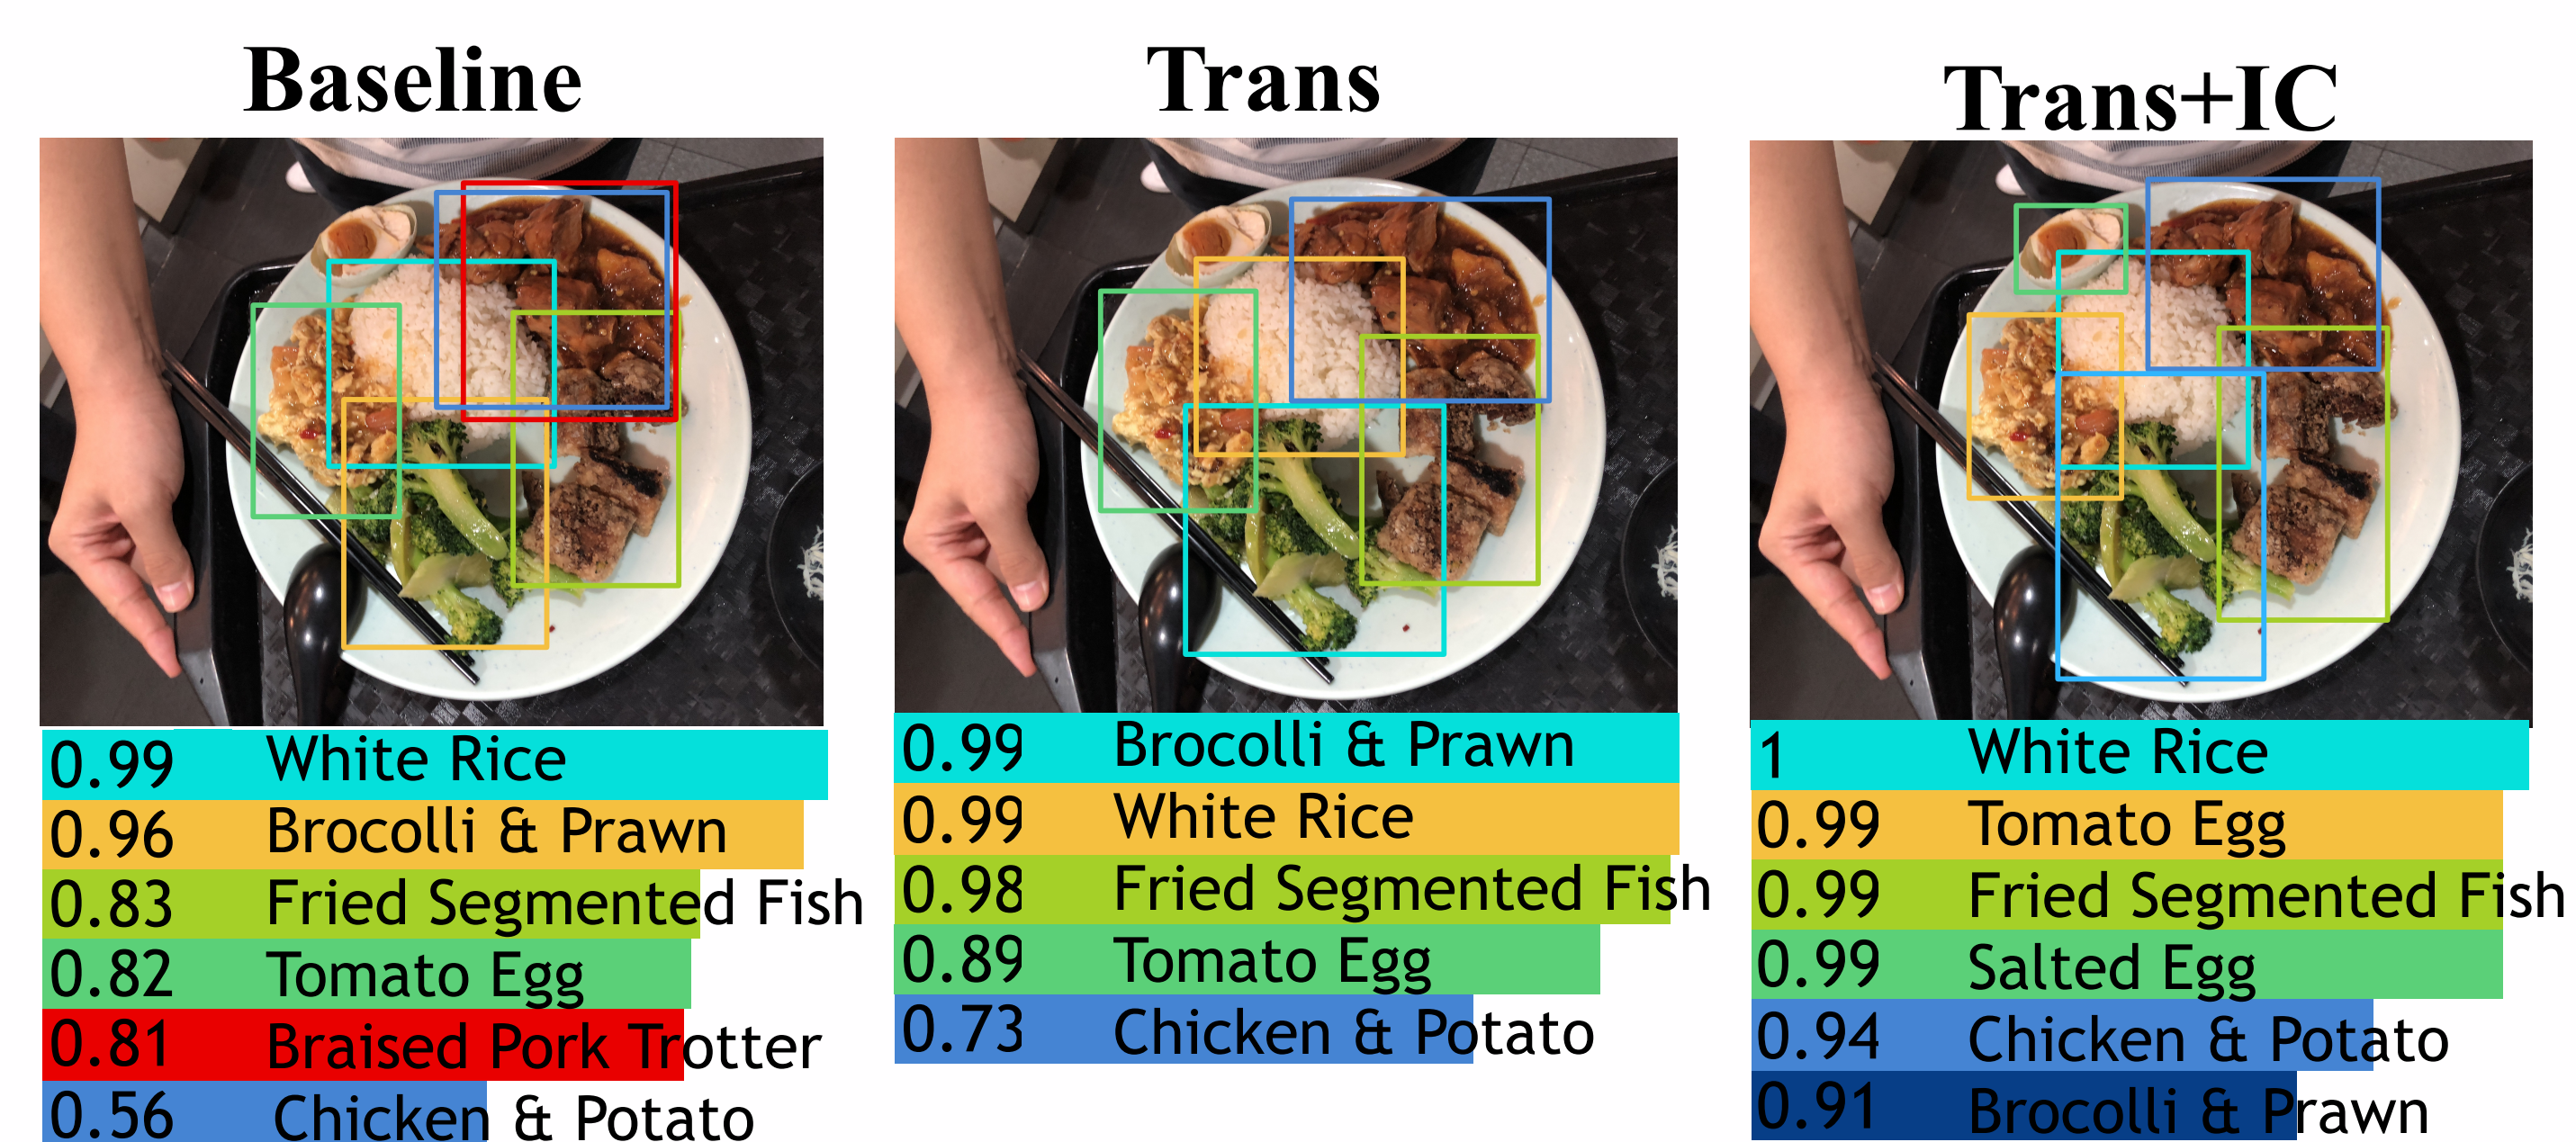 Baseline
0.99 White Rice
0.96 Brocolli & Prawn
0.83 Fried Segmented Fish
0.82 Tomato Egg
0.81 Braised Pork Trotter
0.56 Chicken & Potato
Trans
0.99 Brocolli & Prawn
0.99 White Rice
0.98 Fried Segmented Fish
0.89 Tomato Egg
0.73 Chicken & Potato
Trans+IC
1 White Rice
0.99 Tomato Egg
0.99 Fried Segmented Fish
0.99 Salted Egg
0.94 Chicken & Potato
0.91 Brocolli & Prawn